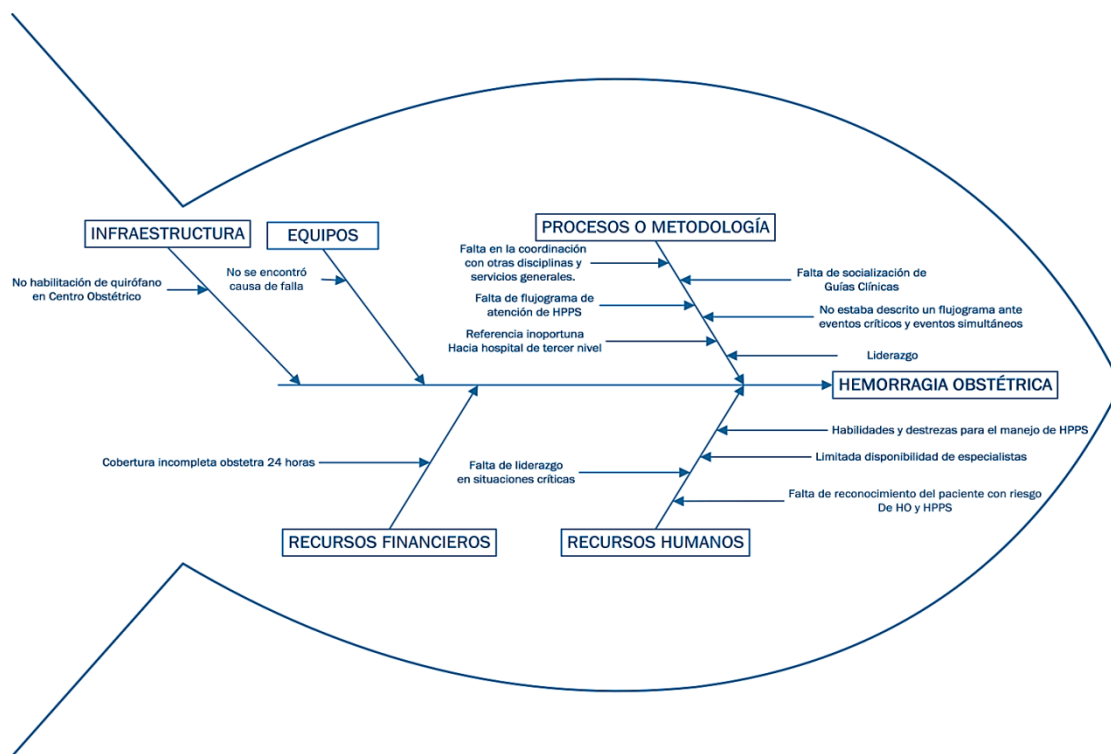 INFRAESTRUCTURA
No habilitación de quirófano
en Centro Obstétrico
EQUIPOS
No se encontró
causa de falla
PROCESOS O METODOLOGÍA
Falta en la coordinación
con otras disciplinas y
servicios generales.
Falta de flujograma de
atención de HPPS
Referencia inoportuna
Hacia hospital de tercer nivel
Falta de socialización de
Guías Clínicas
No estaba descrito un flujograma ante
eventos críticos y eventos simultáneos
Liderazgo
HEMORRAGIA OBSTÉTRICA
Cobertura incompleta obstetra 24 horas
RECURSOS FINANCIEROS
Falta de liderazgo
en situaciones críticas
Habilidades y destrezas para el manejo de HPPS
Limitada disponibilidad de especialistas
Falta de reconocimiento del paciente con riesgo
De HO y HPPS
RECURSOS HUMANOS